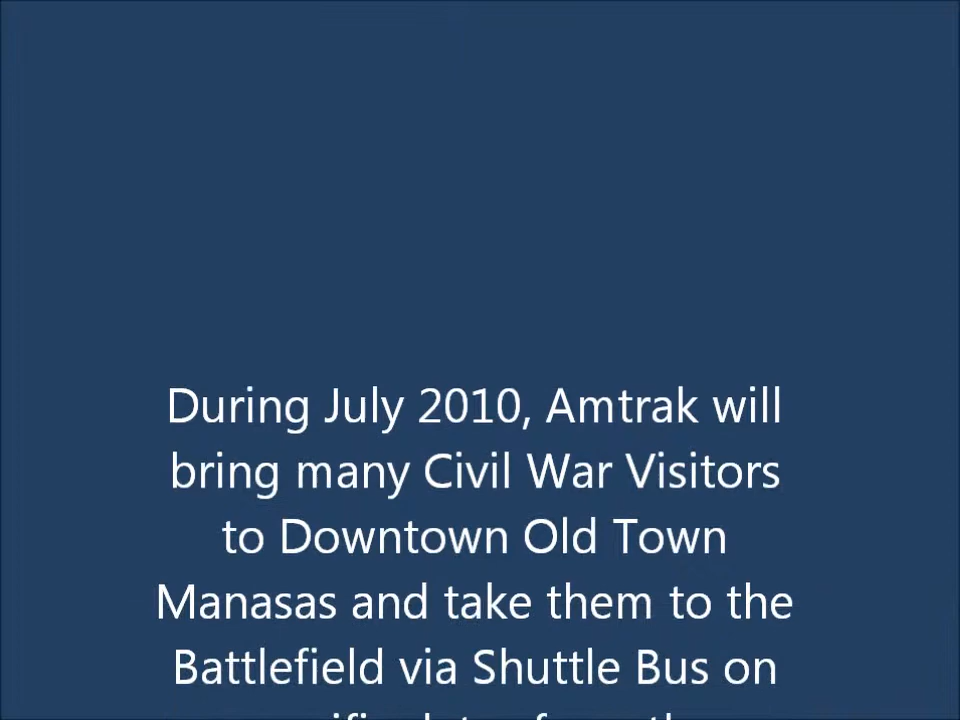 During July 2010, Amtrak will
bring many Civil War Visitors
to Downtown Old Town
Manasas and take them to the
Battlefield via Shuttle Bus on